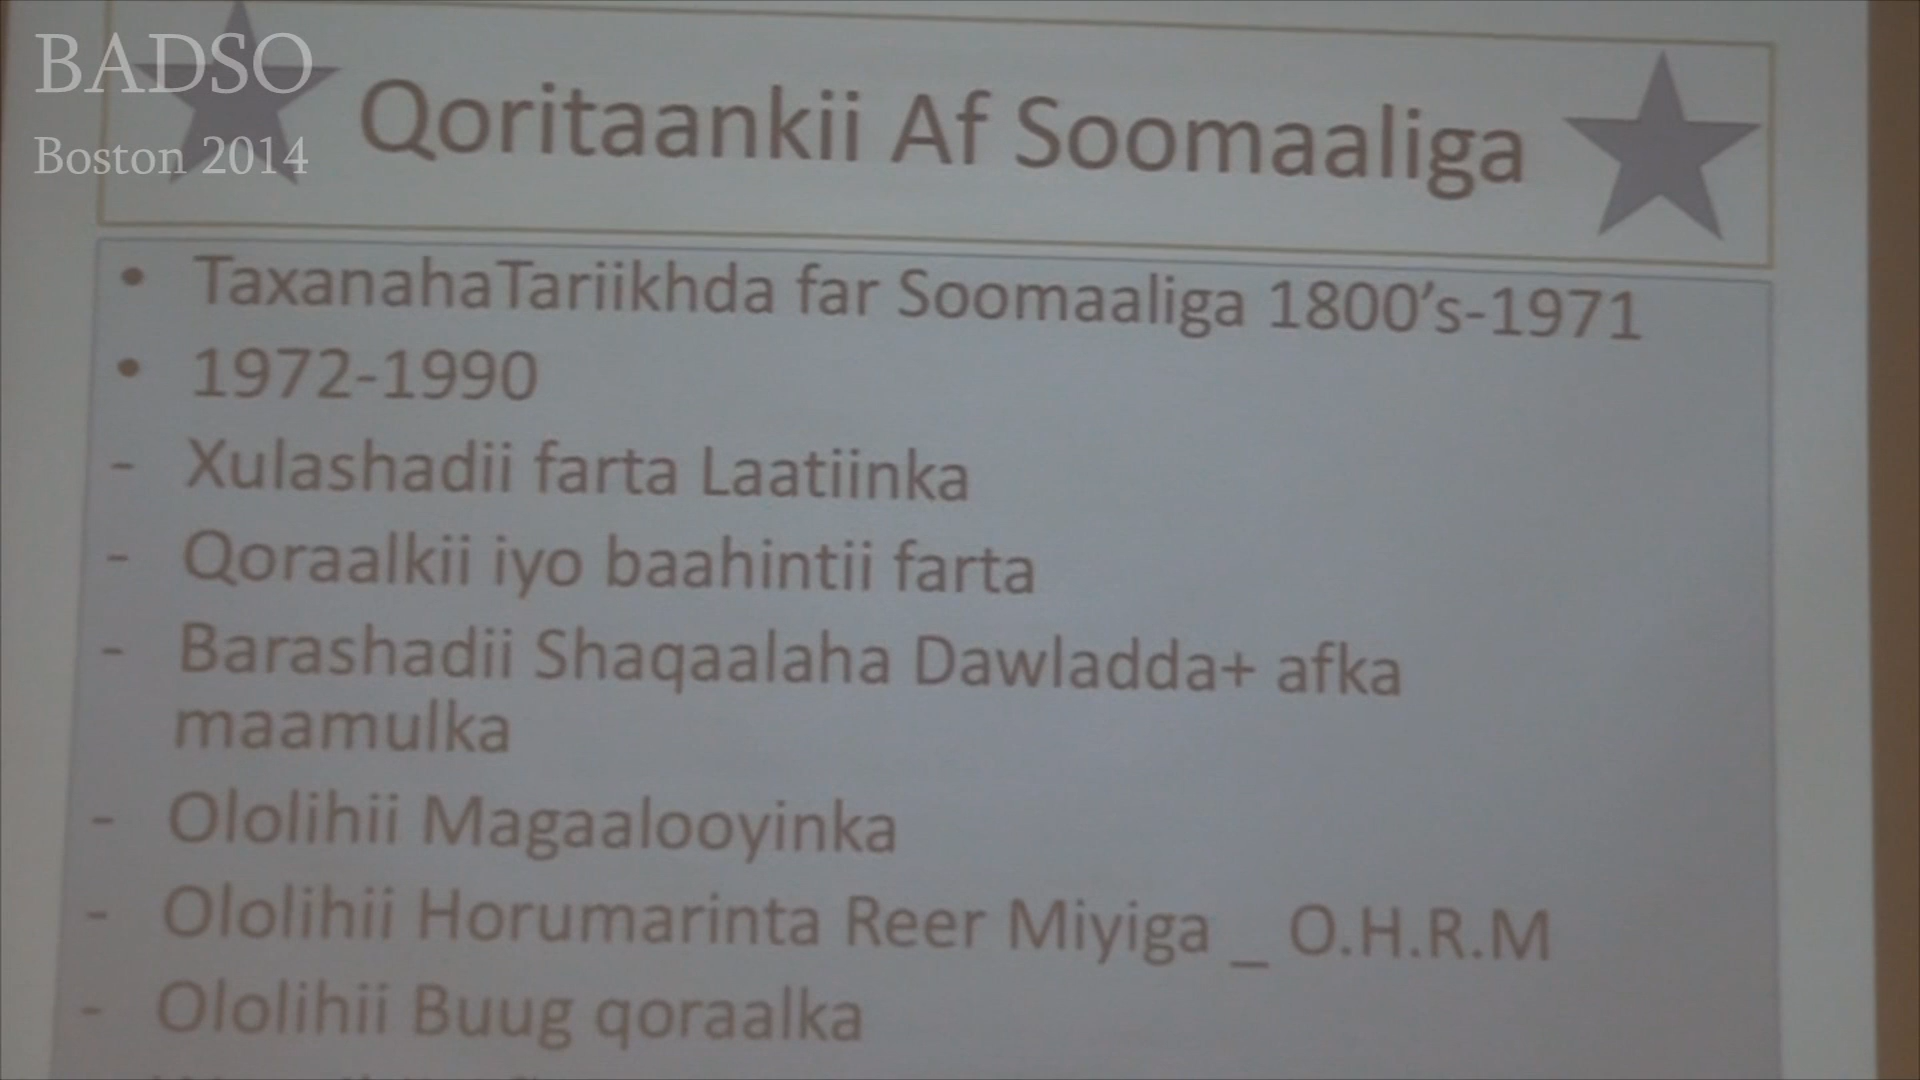 BADSO
Boston 2014
Qoritaankii Af Soomaaliga
• TaxanahaTariikhda far Soomaaliga 1800's-1971
• 1972-1990
- Xulashadii farta Laatiinka
- Qoraalkii iyo baahintii farta
- Barashadii Shaqaalaha Dawladda+ afka
maamulka
- Ololihii Magaalooyinka
- Ololihii Horumarinta Reer Miyiga _ O.H.R.M
- Ololihii Buug qoraalka